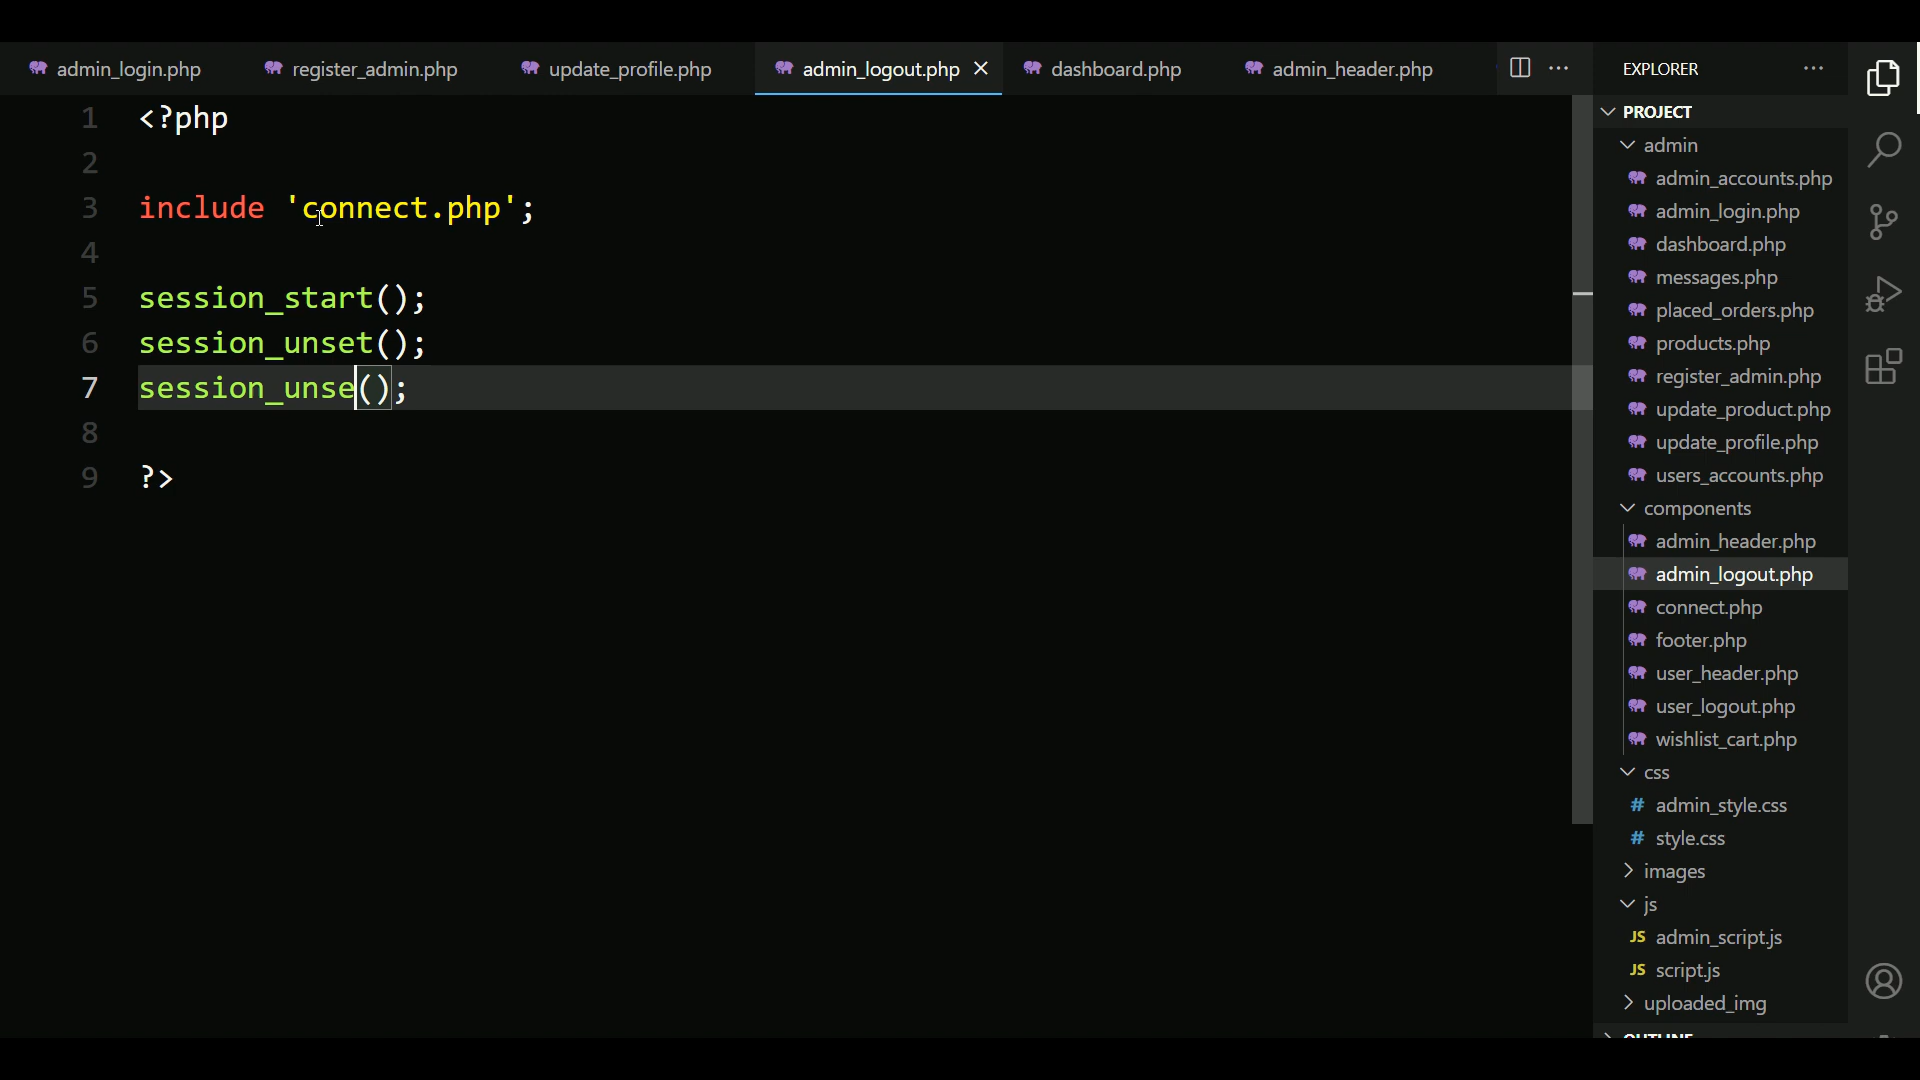 admin_login.php register_admin.php update_profile.php admin_logout.php dashboard.php admin_header.php
1 <?php
2
3 include 'connect.php';
4
5 session_start();
6 session_unset();
7 session_unse();
8
9 ?>
EXPLORER
PROJECT
admin
admin_accounts.php
admin_login.php
dashboard.php
messages.php
placed_orders.php
products.php
register_admin.php
update_product.php
update_profile.php
users_accounts.php
components
admin_header.php
admin_logout.php
connect.php
footer.php
user_header.php
user_logout.php
wishlist_cart.php
css
# admin_style.css
# style.css
images
js
JS admin_script.js
JS script.js
uploaded_img
OUTLINE